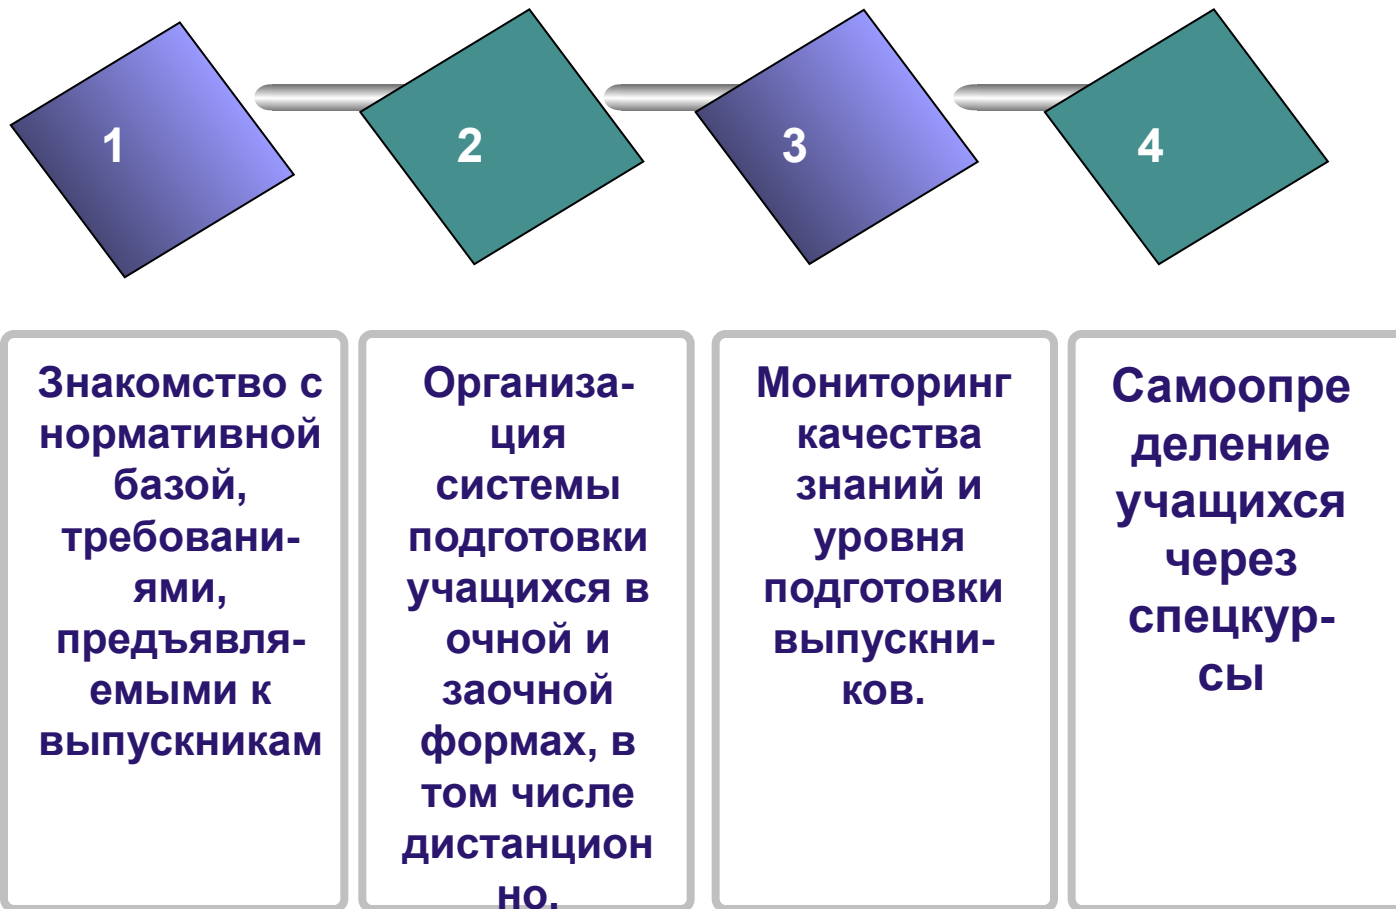 1
2
3
4
Знакомство с
нормативной
базой,
требовани-
ями,
предъявля-
емыми к
выпускникам
Организа-
ция
системы
подготовки
учащихся в
очной и
заочной
формах, в
том числе
дистанцион
но.
Мониторинг
качества
знаний и
уровня
подготовки
выпускни-
ков.
Самоопре
деление
учащихся
через
спецкур-
сы